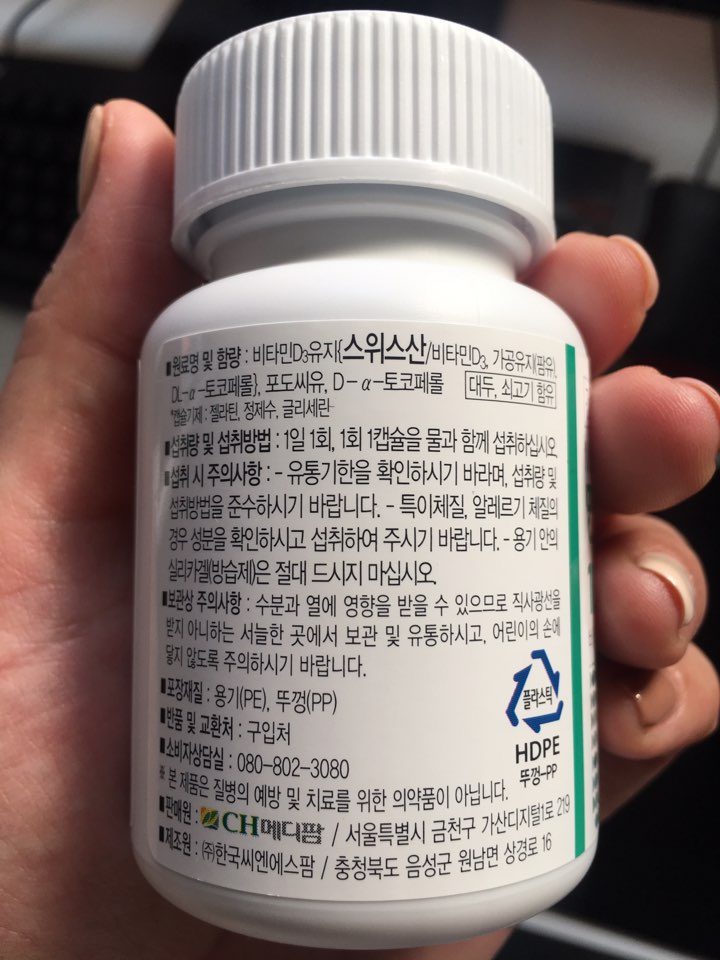 ■원료명 및 함량 : 비타민D₃유지{스위스산/비타민D₃, 가공유지(팜유),
DL-α-토코페롤}, 포도씨유, D-α-토코페롤 대두, 쇠고기 함유
*캡슐기제 : 젤라틴, 정제수, 글리세린
■섭취량 및 섭취방법 : 1일 1회, 1회 1캡슐을 물과 함께 섭취하십시오.
■섭취 시 주의사항 : - 유통기한을 확인하시기 바라며, 섭취량 및
섭취방법을 준수하시기 바랍니다. - 특이체질, 알레르기 체질의
경우 성분을 확인하시고 섭취하여 주시기 바랍니다. - 용기 안의
실리카겔(방습제)은 절대 드시지 마십시오.
■보관상 주의사항 : 수분과 열에 영향을 받을 수 있으므로 직사광선을
받지 아니하는 서늘한 곳에서 보관 및 유통하시고, 어린이의 손에
닿지 않도록 주의하시기 바랍니다.
■포장재질 : 용기(PE), 뚜껑(PP)
■반품 및 교환처 : 구입처
■소비자상담실 : 080-802-3080
플라스틱
HDPE
뚜껑-PP
※ 본 제품은 질병의 예방 및 치료를 위한 의약품이 아닙니다.
■판매원 : CH메디팜 / 서울특별시 금천구 가산디지털1로 219
■제조원 : ㈜한국씨엔에스팜 / 충청북도 음성군 원남면 상경로 16